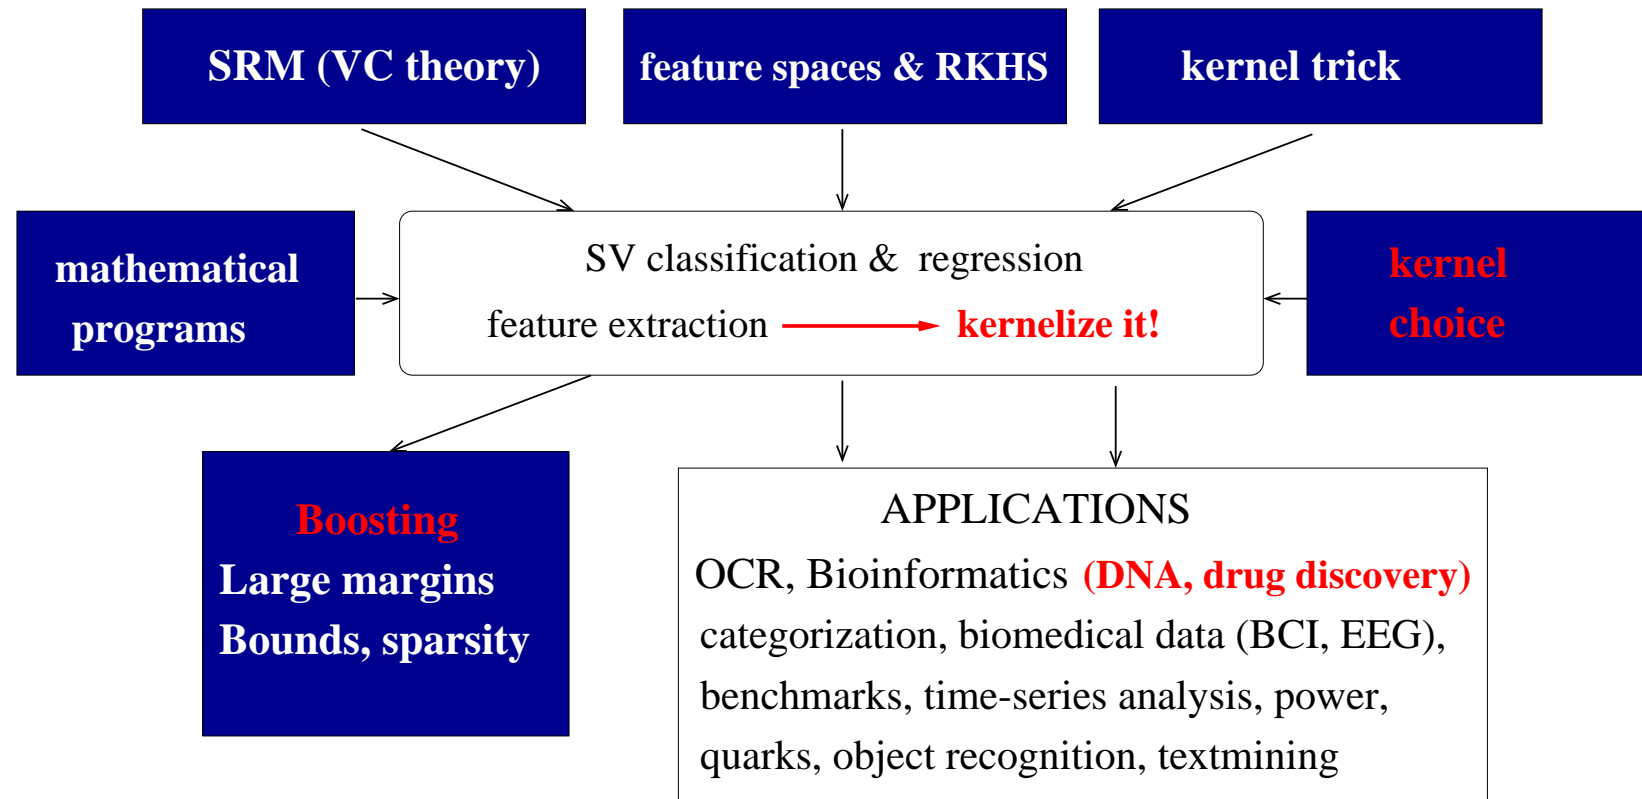 SRM (VC theory)
feature spaces & RKHS
kernel trick
mathematical
programs
SV classification & regression
feature extraction
kernelize it!
kernel
choice
Boosting
Large margins
Bounds, sparsity
APPLICATIONS
OCR, Bioinformatics (DNA, drug discovery)
categorization, biomedical data (BCI, EEG),
benchmarks, time-series analysis, power,
quarks, object recognition, textmining